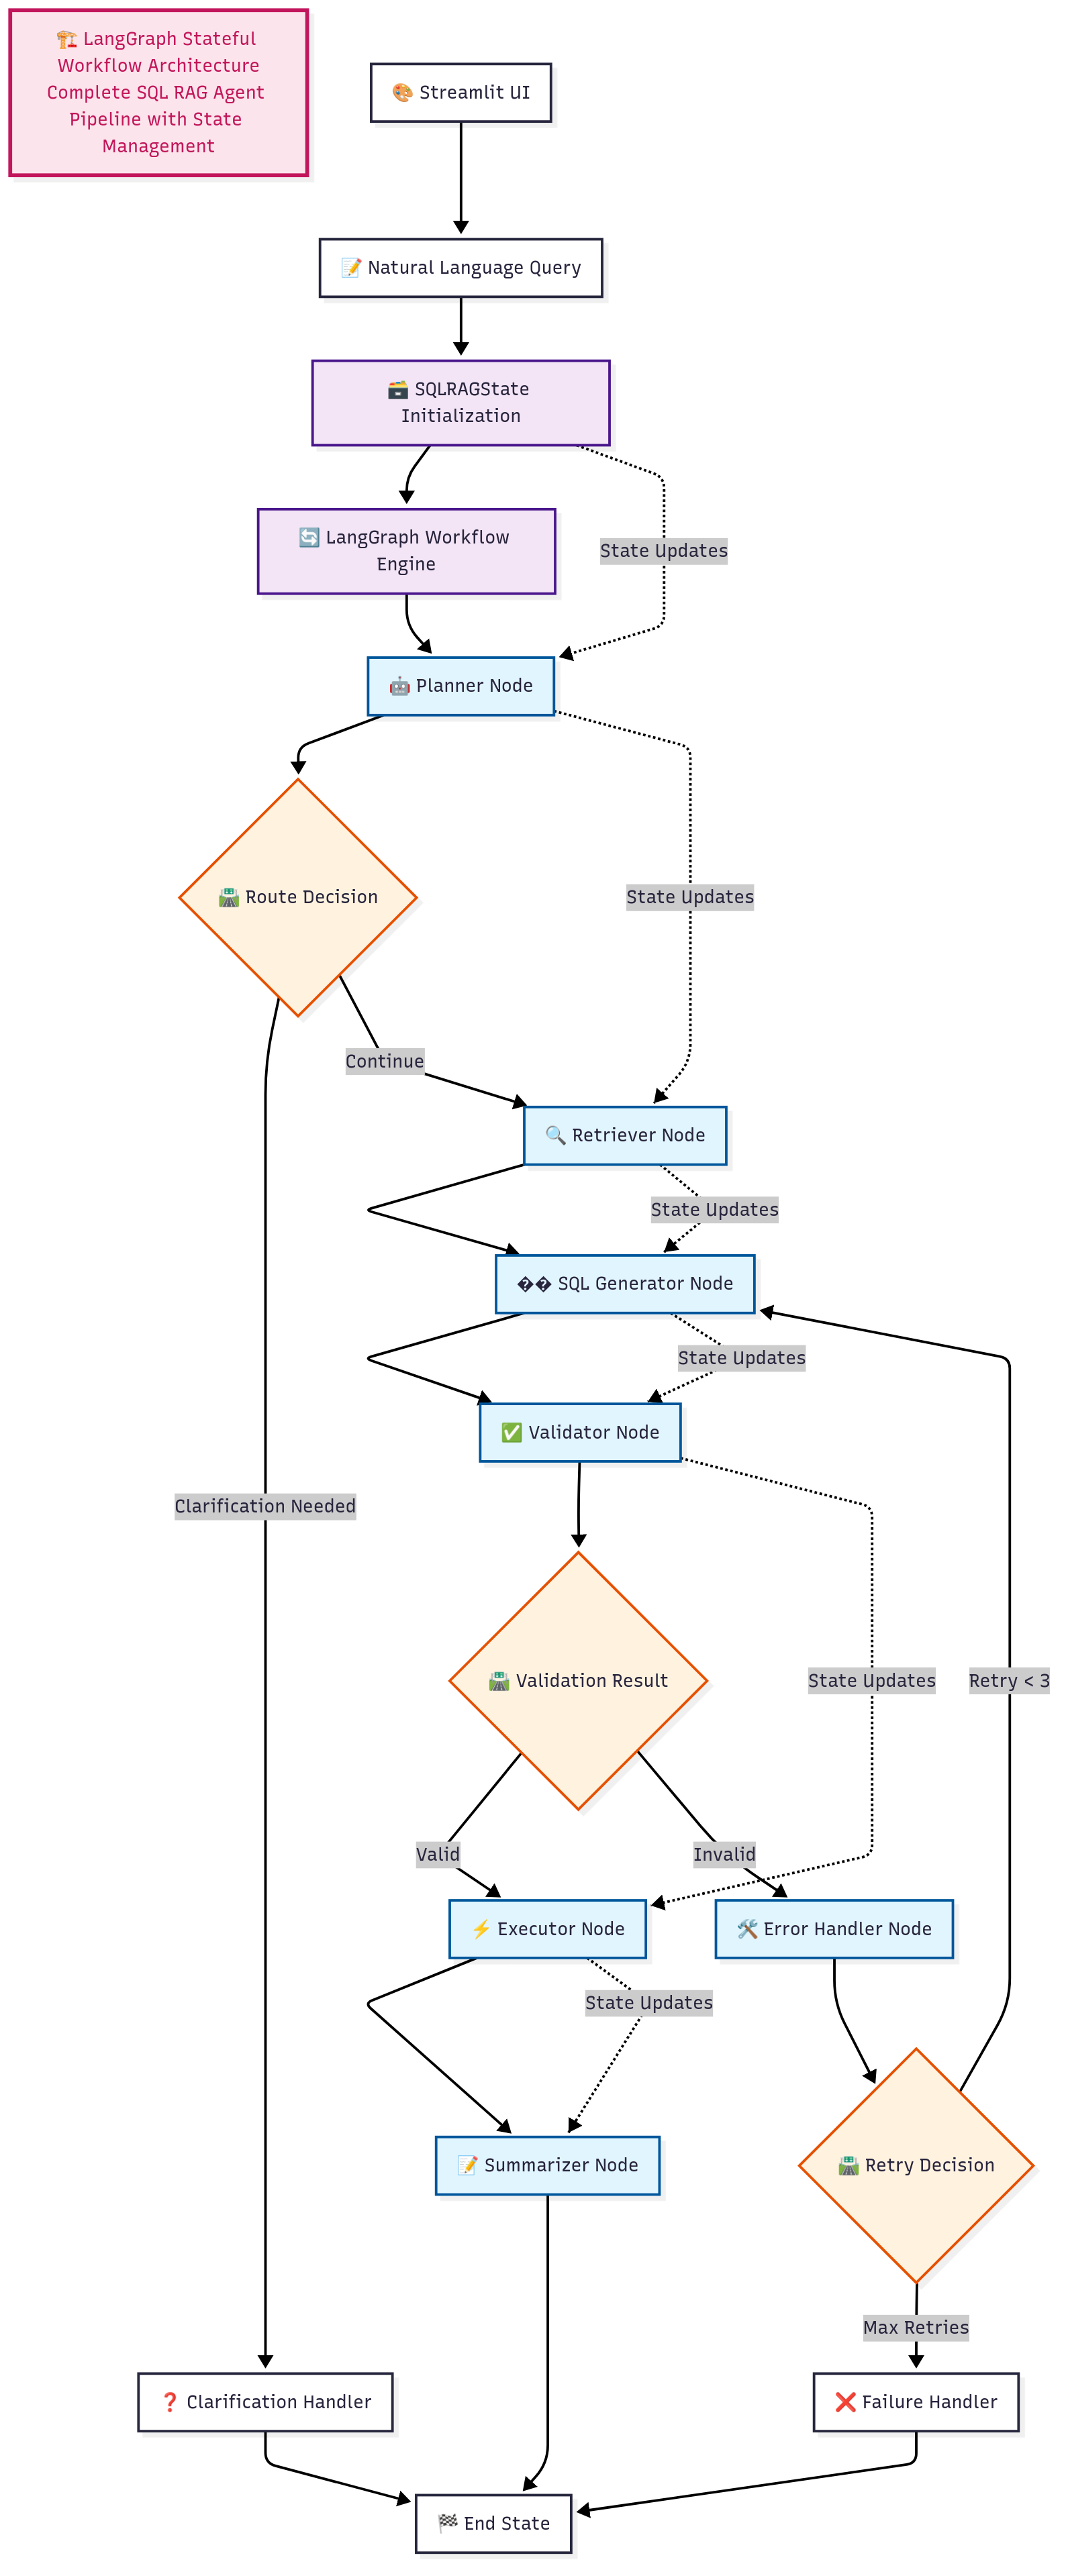 🏗️ LangGraph Stateful
Workflow Architecture
Complete SQL RAG Agent
Pipeline with State
Management
🎨 Streamlit UI
📝 Natural Language Query
🗃️ SQLRAGState
Initialization
🔄 LangGraph Workflow
Engine
State Updates
🤖 Planner Node
🛣️ Route Decision
State Updates
Continue
🔍 Retriever Node
State Updates
�� SQL Generator Node
State Updates
✅ Validator Node
Clarification Needed
🛣️ Validation Result
State Updates
Retry < 3
Valid
Invalid
⚡ Executor Node
🛠️ Error Handler Node
State Updates
📝 Summarizer Node
🛣️ Retry Decision
Max Retries
❓ Clarification Handler
❌ Failure Handler
🏁 End State